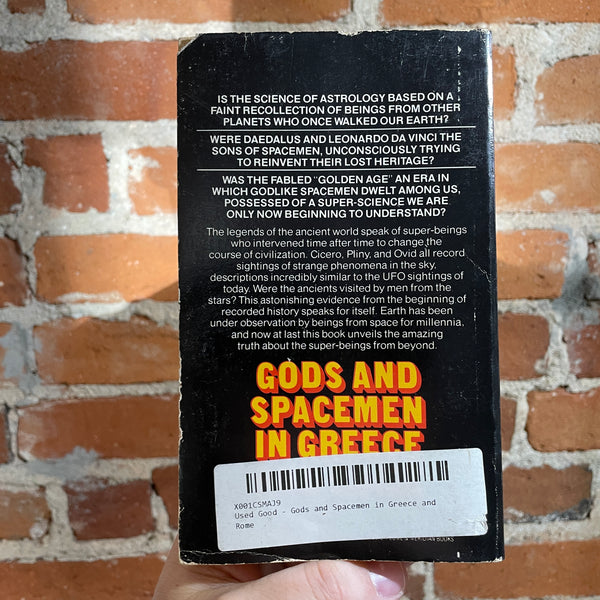 IS THE SCIENCE OF ASTROLOGY BASED ON A
FAINT RECOLLECTION OF BEINGS FROM OTHER
PLANETS WHO ONCE WALKED OUR EARTH?
WERE DAEDALUS AND LEONARDO DA VINCI THE
SONS OF SPACEMEN, UNCONSCIOUSLY TRYING
TO REINVENT THEIR LOST HERITAGE?
WAS THE FABLED "GOLDEN AGE" AN ERA IN
WHICH GODLIKE SPACEMEN DWELT AMONG US,
POSSESSED OF A SUPER-SCIENCE WE ARE
ONLY NOW BEGINNING TO UNDERSTAND?
The legends of the ancient world speak of super-beings
who intervened time after time to change the
course of civilization. Cicero, Pliny, and Ovid all record
sightings of strange phenomena in the sky,
descriptions incredibly similar to the UFO sightings of
today. Were the ancients visited by men from the
stars? This astonishing evidence from the beginning of
recorded history speaks for itself. Earth has been
under observation by beings from space for millennia,
and now at last this book unveils the amazing
truth about the super-beings from beyond.
GODS AND
SPACEMEN
IN GREECE
X001CSMAJ9
Used Good - Gods and Spacemen in Greece and
Rome
MERIDIAN BOOKS